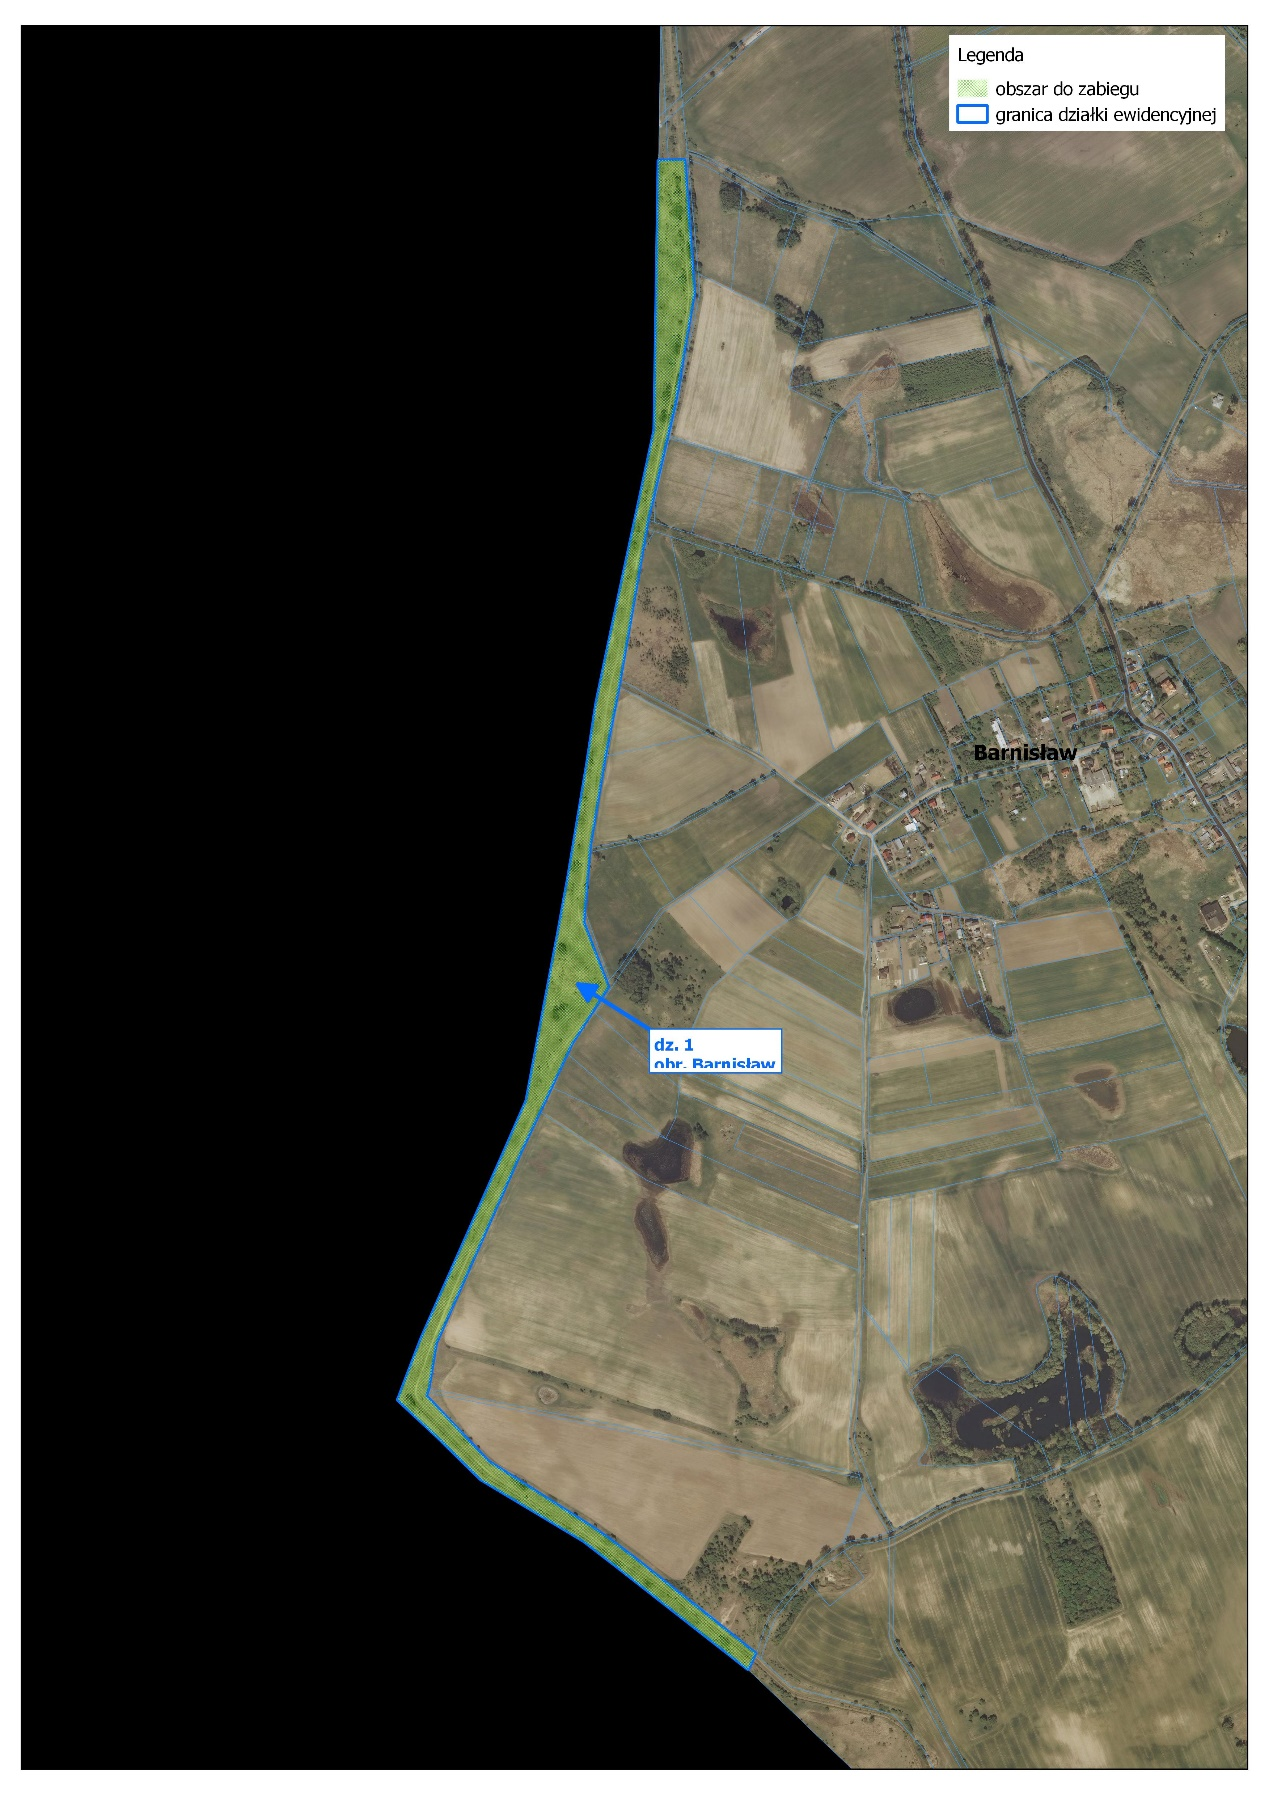 Legenda
obszar do zabiegu
granica działki ewidencyjnej
Barnisław
dz. 1
obr. Barnisław